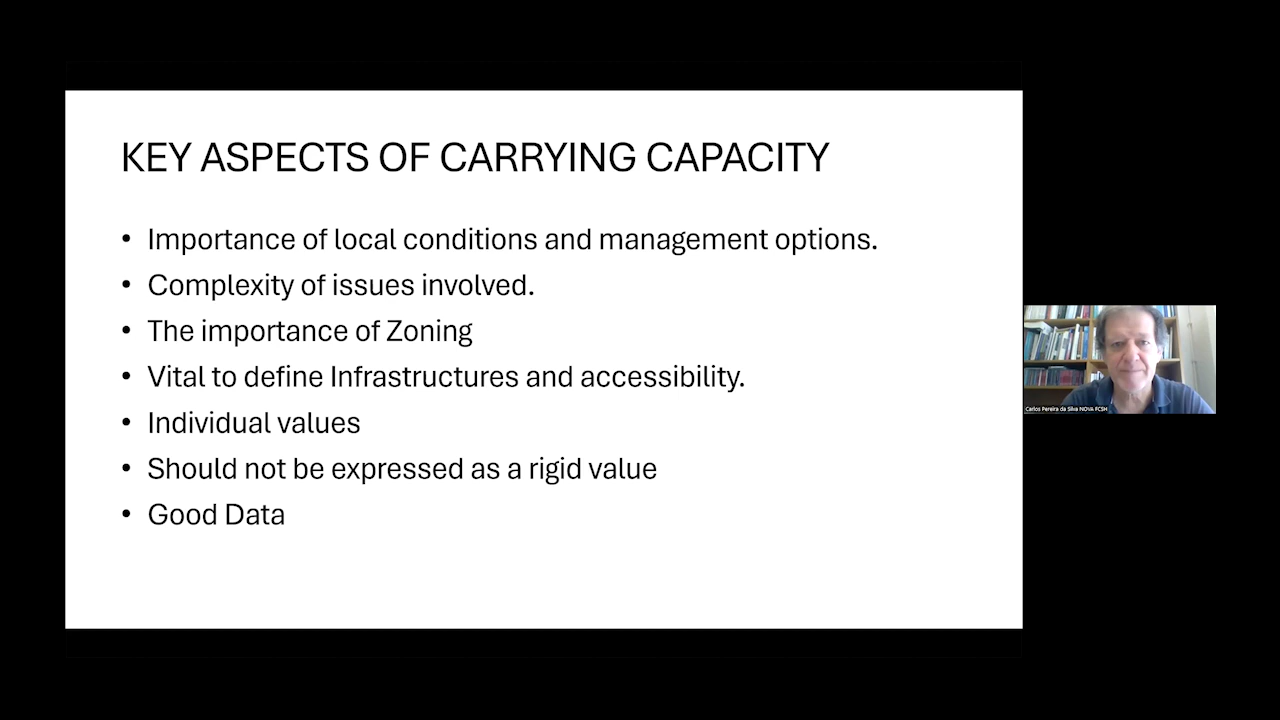 KEY ASPECTS OF CARRYING CAPACITY
• Importance of local conditions and management options.
• Complexity of issues involved.
• The importance of Zoning
• Vital to define Infrastructures and accessibility.
• Individual values
• Should not be expressed as a rigid value
• Good Data
Carlos Pereira da Silva NOVA FCSH